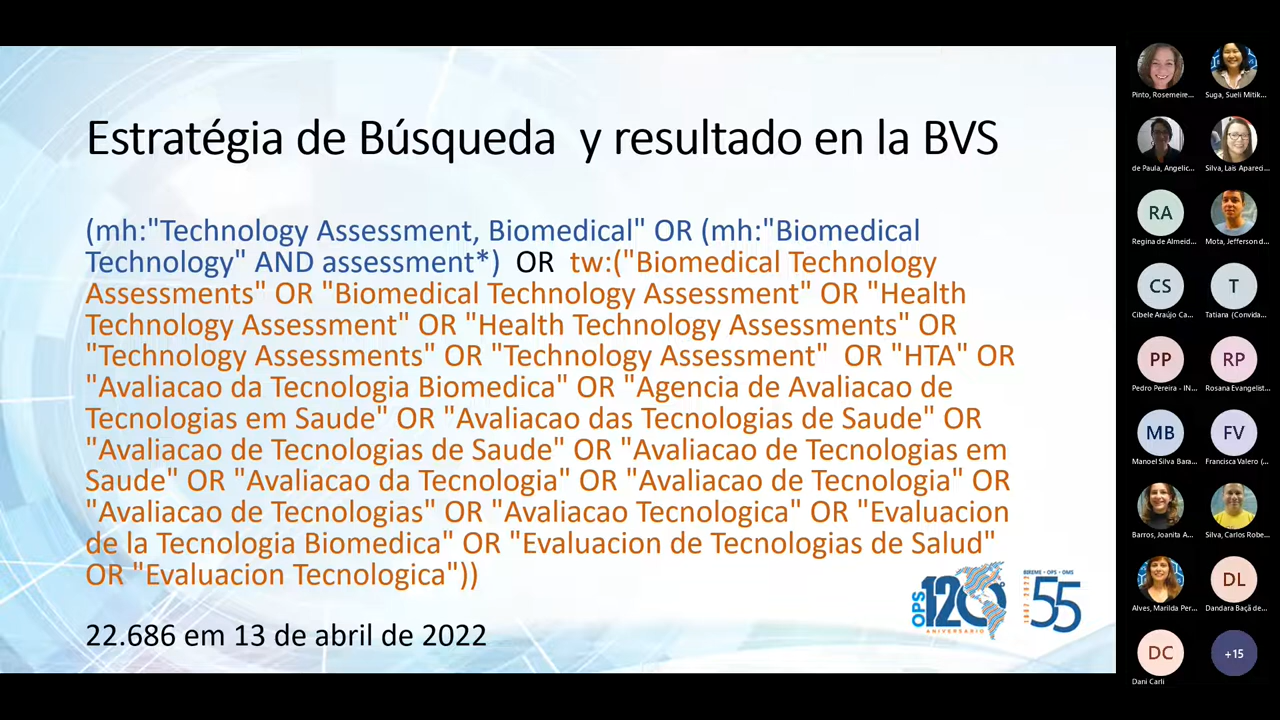 Estratégia de Búsqueda y resultado en la BVS
(mh:"Technology Assessment, Biomedical" OR (mh:"Biomedical
Technology" AND assessment*) OR tw:("Biomedical Technology
Assessments" OR "Biomedical Technology Assessment" OR "Health
Technology Assessment" OR "Health Technology Assessments" OR
"Technology Assessments" OR "Technology Assessment" OR "HTA" OR
"Avaliacao da Tecnologia Biomedica" OR "Agencia de Avaliacao de
Tecnologias em Saude" OR "Avaliacao das Tecnologias de Saude" OR
"Avaliacao de Tecnologias de Saude" OR "Avaliacao de Tecnologias em
Saude" OR "Avaliacao da Tecnologia" OR "Avaliacao de Tecnologia" OR
"Avaliacao de Tecnologias" OR "Avaliacao Tecnologica" OR "Evaluacion
de la Tecnologia Biomedica" OR "Evaluacion de Tecnologias de Salud"
OR "Evaluacion Tecnologica"))
22.686 em 13 de abril de 2022
OPS 120
ANIVERSARIO
BIREME • OPS • OMS
1967 2022
55
Pinto, Rosemeire...
Suga, Sueli Mitik...
de Paula, Angelic...
Silva, Lais Apareci...
RA
Regina de Almeid...
Mota, Jefferson d...
CS
Cibele Araújo Ca...
T
Tatiana (Convida...
PP
Pedro Pereira - IN...
RP
Rosana Evangelist...
MB
Manoel Silva Bara...
FV
Francisca Valero (...
Barros, Joanita A...
Silva, Carlos Robe...
Alves, Marilda Per...
DL
Dandara Baçã de...
DC
Dani Carli
+15